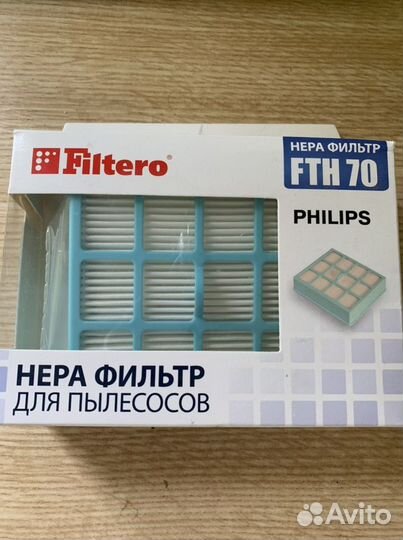 Filtero®
HEPA ФИЛЬТР
FTH 70
PHILIPS
HEPA ФИЛЬТР
ДЛЯ ПЫЛЕСОСОВ
Avito